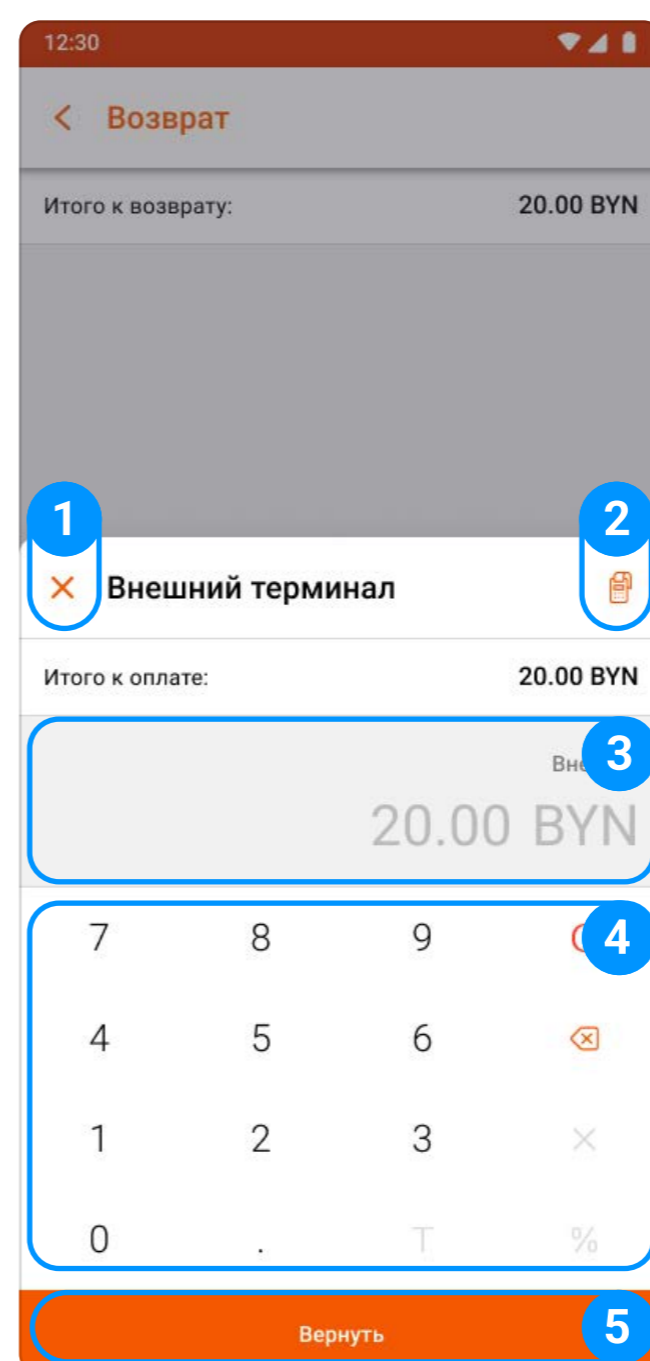 12:30
Возврат
Итого к возврату: 20.00 BYN
1 2
Внешний терминал
Итого к оплате: 20.00 BYN
3
20.00 BYN
7 8 9 4
4 5 6
1 2 3 ×
0 . T %
Вернуть 5